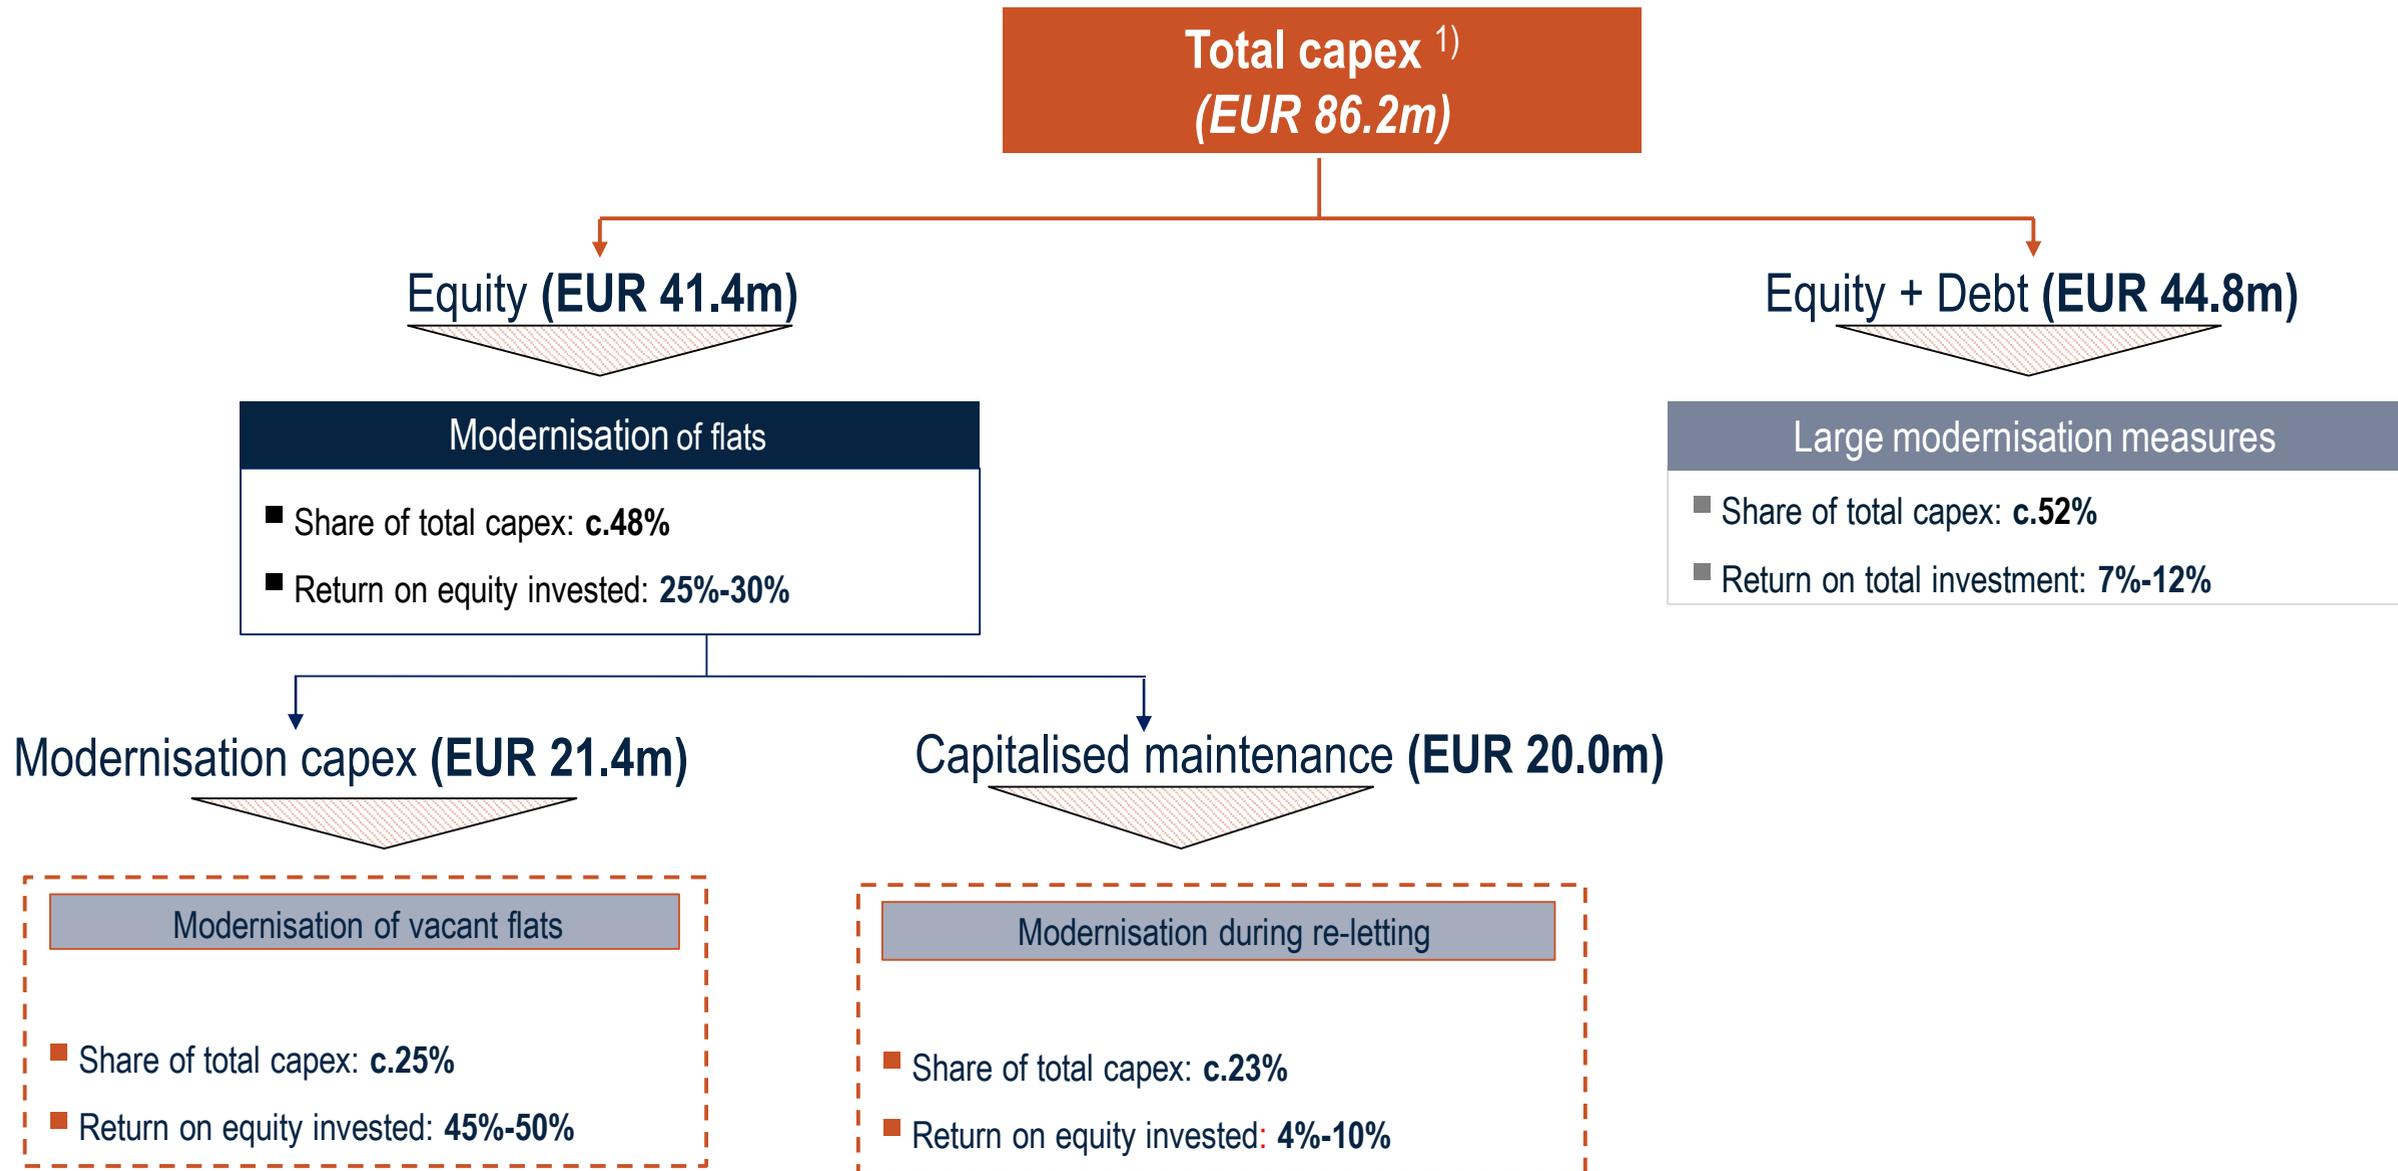 Total capex 1)
(EUR 86.2m)
Equity (EUR 41.4m)
Equity + Debt (EUR 44.8m)
Modernisation of flats
■ Share of total capex: c.48%
■ Return on equity invested: 25%-30%
Large modernisation measures
■ Share of total capex: c.52%
■ Return on total investment: 7%-12%
Modernisation capex (EUR 21.4m)
Capitalised maintenance (EUR 20.0m)
Modernisation of vacant flats
■ Share of total capex: c.25%
■ Return on equity invested: 45%-50%
Modernisation during re-letting
■ Share of total capex: c.23%
■ Return on equity invested: 4%-10%